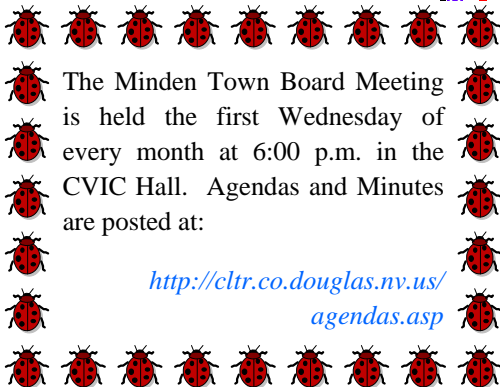 The Minden Town Board Meeting
is held the first Wednesday of
every month at 6:00 p.m. in the
CVIC Hall.  Agendas and Minutes
are posted at:
http://cltr.co.douglas.nv.us/
agendas.asp